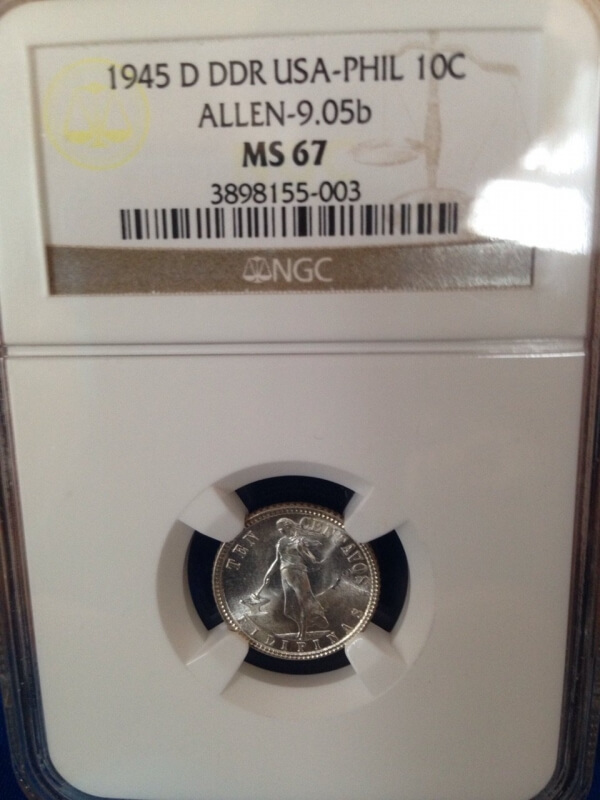 1945 D DDR USA-PHIL 10C
ALLEN-9.05b
MS 67
3898155-003
NGC
TEN CENTAVOS
FILIPINAS